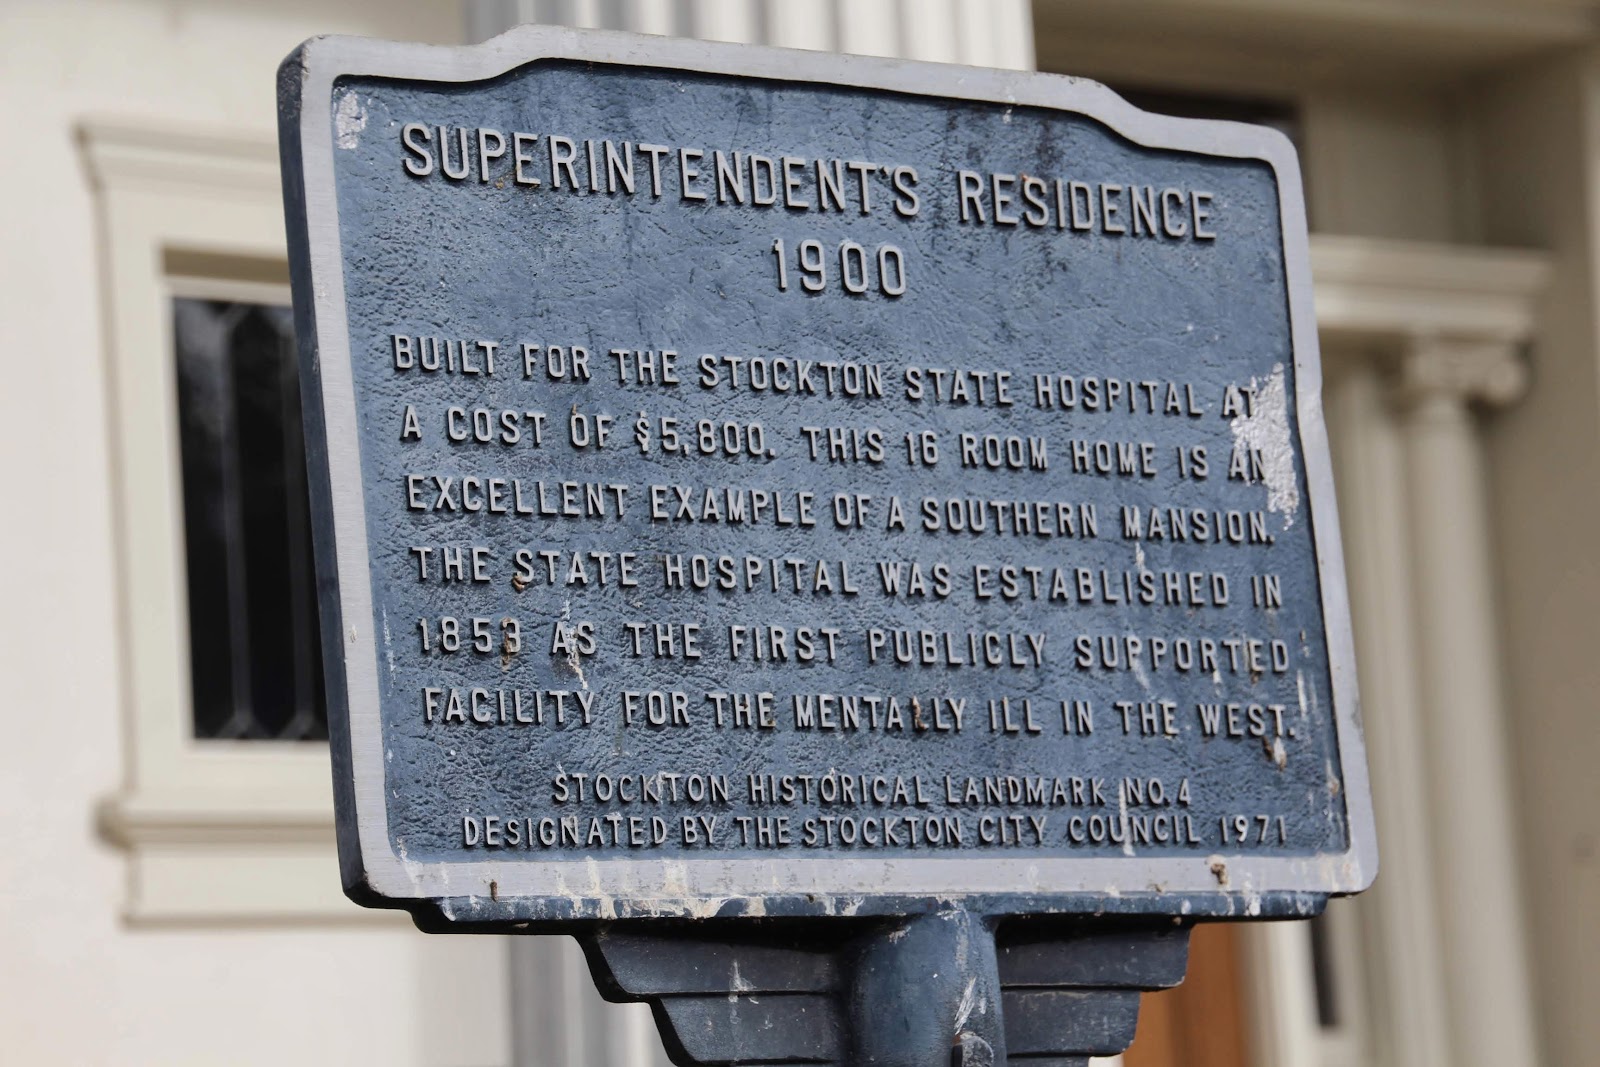 SUPERINTENDENT'S RESIDENCE
1900
BUILT FOR THE STOCKTON STATE HOSPITAL AT
A COST OF $5,800. THIS 16 ROOM HOME IS AN
EXCELLENT EXAMPLE OF A SOUTHERN MANSION.
THE STATE HOSPITAL WAS ESTABLISHED IN
1853 AS THE FIRST PUBLICLY SUPPORTED
FACILITY FOR THE MENTALLY ILL IN THE WEST.
STOCKTON HISTORICAL LANDMARK NO. 4
DESIGNATED BY THE STOCKTON CITY COUNCIL 1971